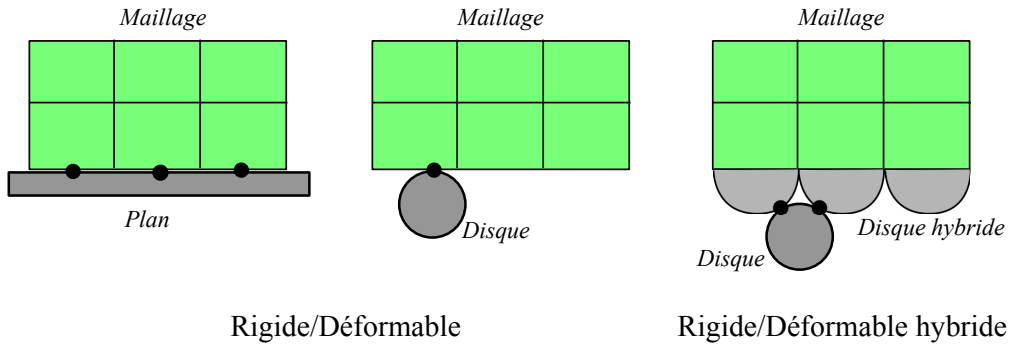 Maillage
Maillage
Maillage
Plan
Disque
Disque hybride
Disque
Rigide/Déformable
Rigide/Déformable hybride